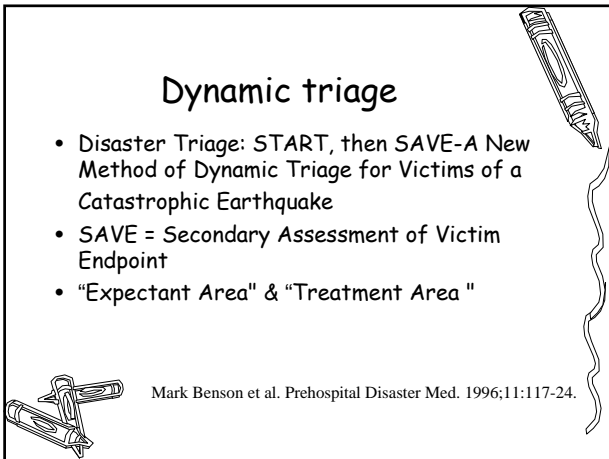 Dynamic triage
• Disaster Triage: START, then SAVE-A New
Method of Dynamic Triage for Victims of a
Catastrophic Earthquake
• SAVE = Secondary Assessment of Victim
Endpoint
• “Expectant Area" & “Treatment Area "
Mark Benson et al. Prehospital Disaster Med. 1996;11:117-24.